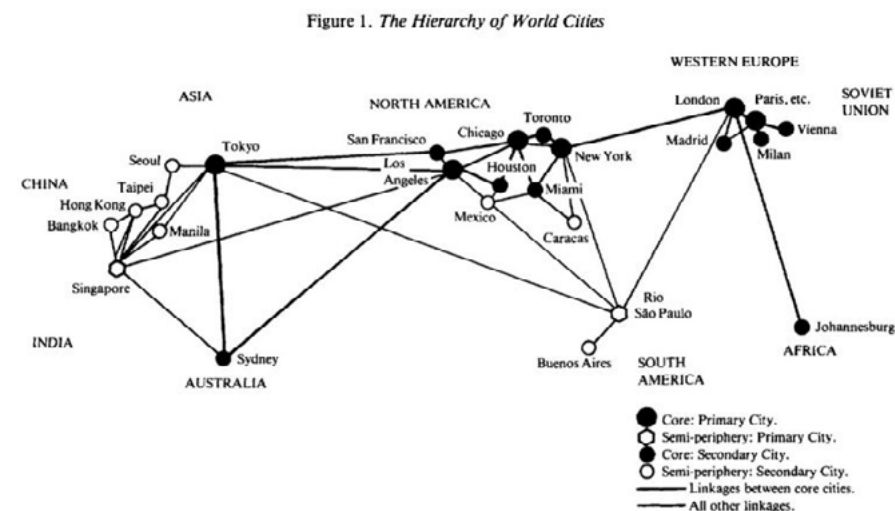 Figure 1. The Hierarchy of World Cities
WESTERN EUROPE
SOVIET
UNION
ASIA
NORTH AMERICA
London
Paris, etc.
Toronto
Chicago
San Francisco
Vienna
Madrid
Milan
Tokyo
New York
Seoul
Los
Angeles
Houston
CHINA
Taipei
Miami
Hong Kong
Mexico
Bangkok
Manila
Caracas
Singapore
Rio
São Paulo
Johannesburg
INDIA
Sydney
AFRICA
Buenos Aires
SOUTH
AMERICA
AUSTRALIA
Core: Primary City.
Semi-periphery: Primary City.
Core: Secondary City.
Semi-periphery: Secondary City.
Linkages between core cities.
All other linkages.